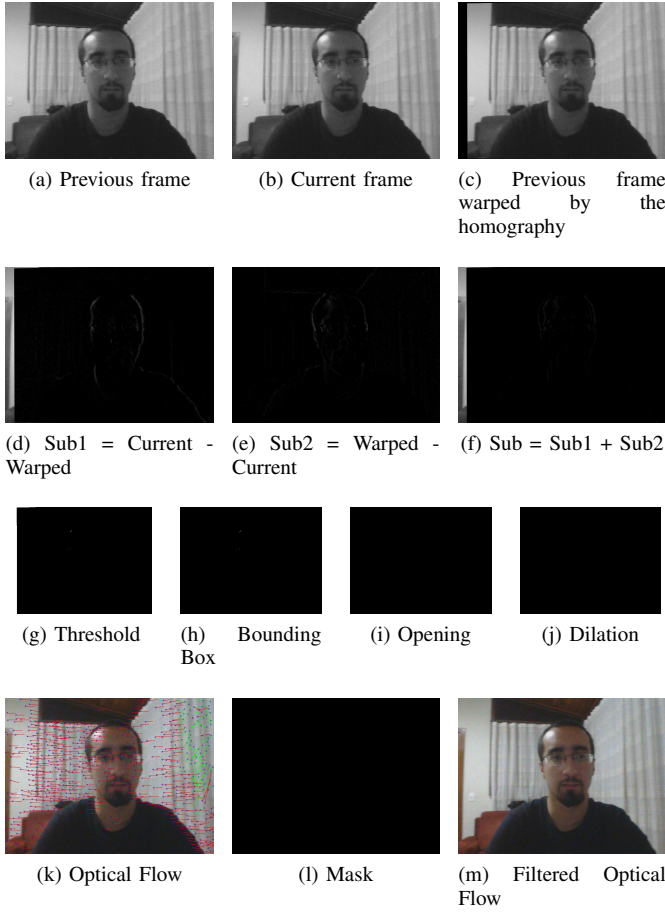 (a) Previous frame
(b) Current frame
(c) Previous frame
warped by the
homography
(d) Sub1 = Current -
Warped
(e) Sub2 = Warped -
Current
(f) Sub = Sub1 + Sub2
(g) Threshold
(h) Bounding
Box
(i) Opening
(j) Dilation
(k) Optical Flow
(l) Mask
(m) Filtered Optical
Flow